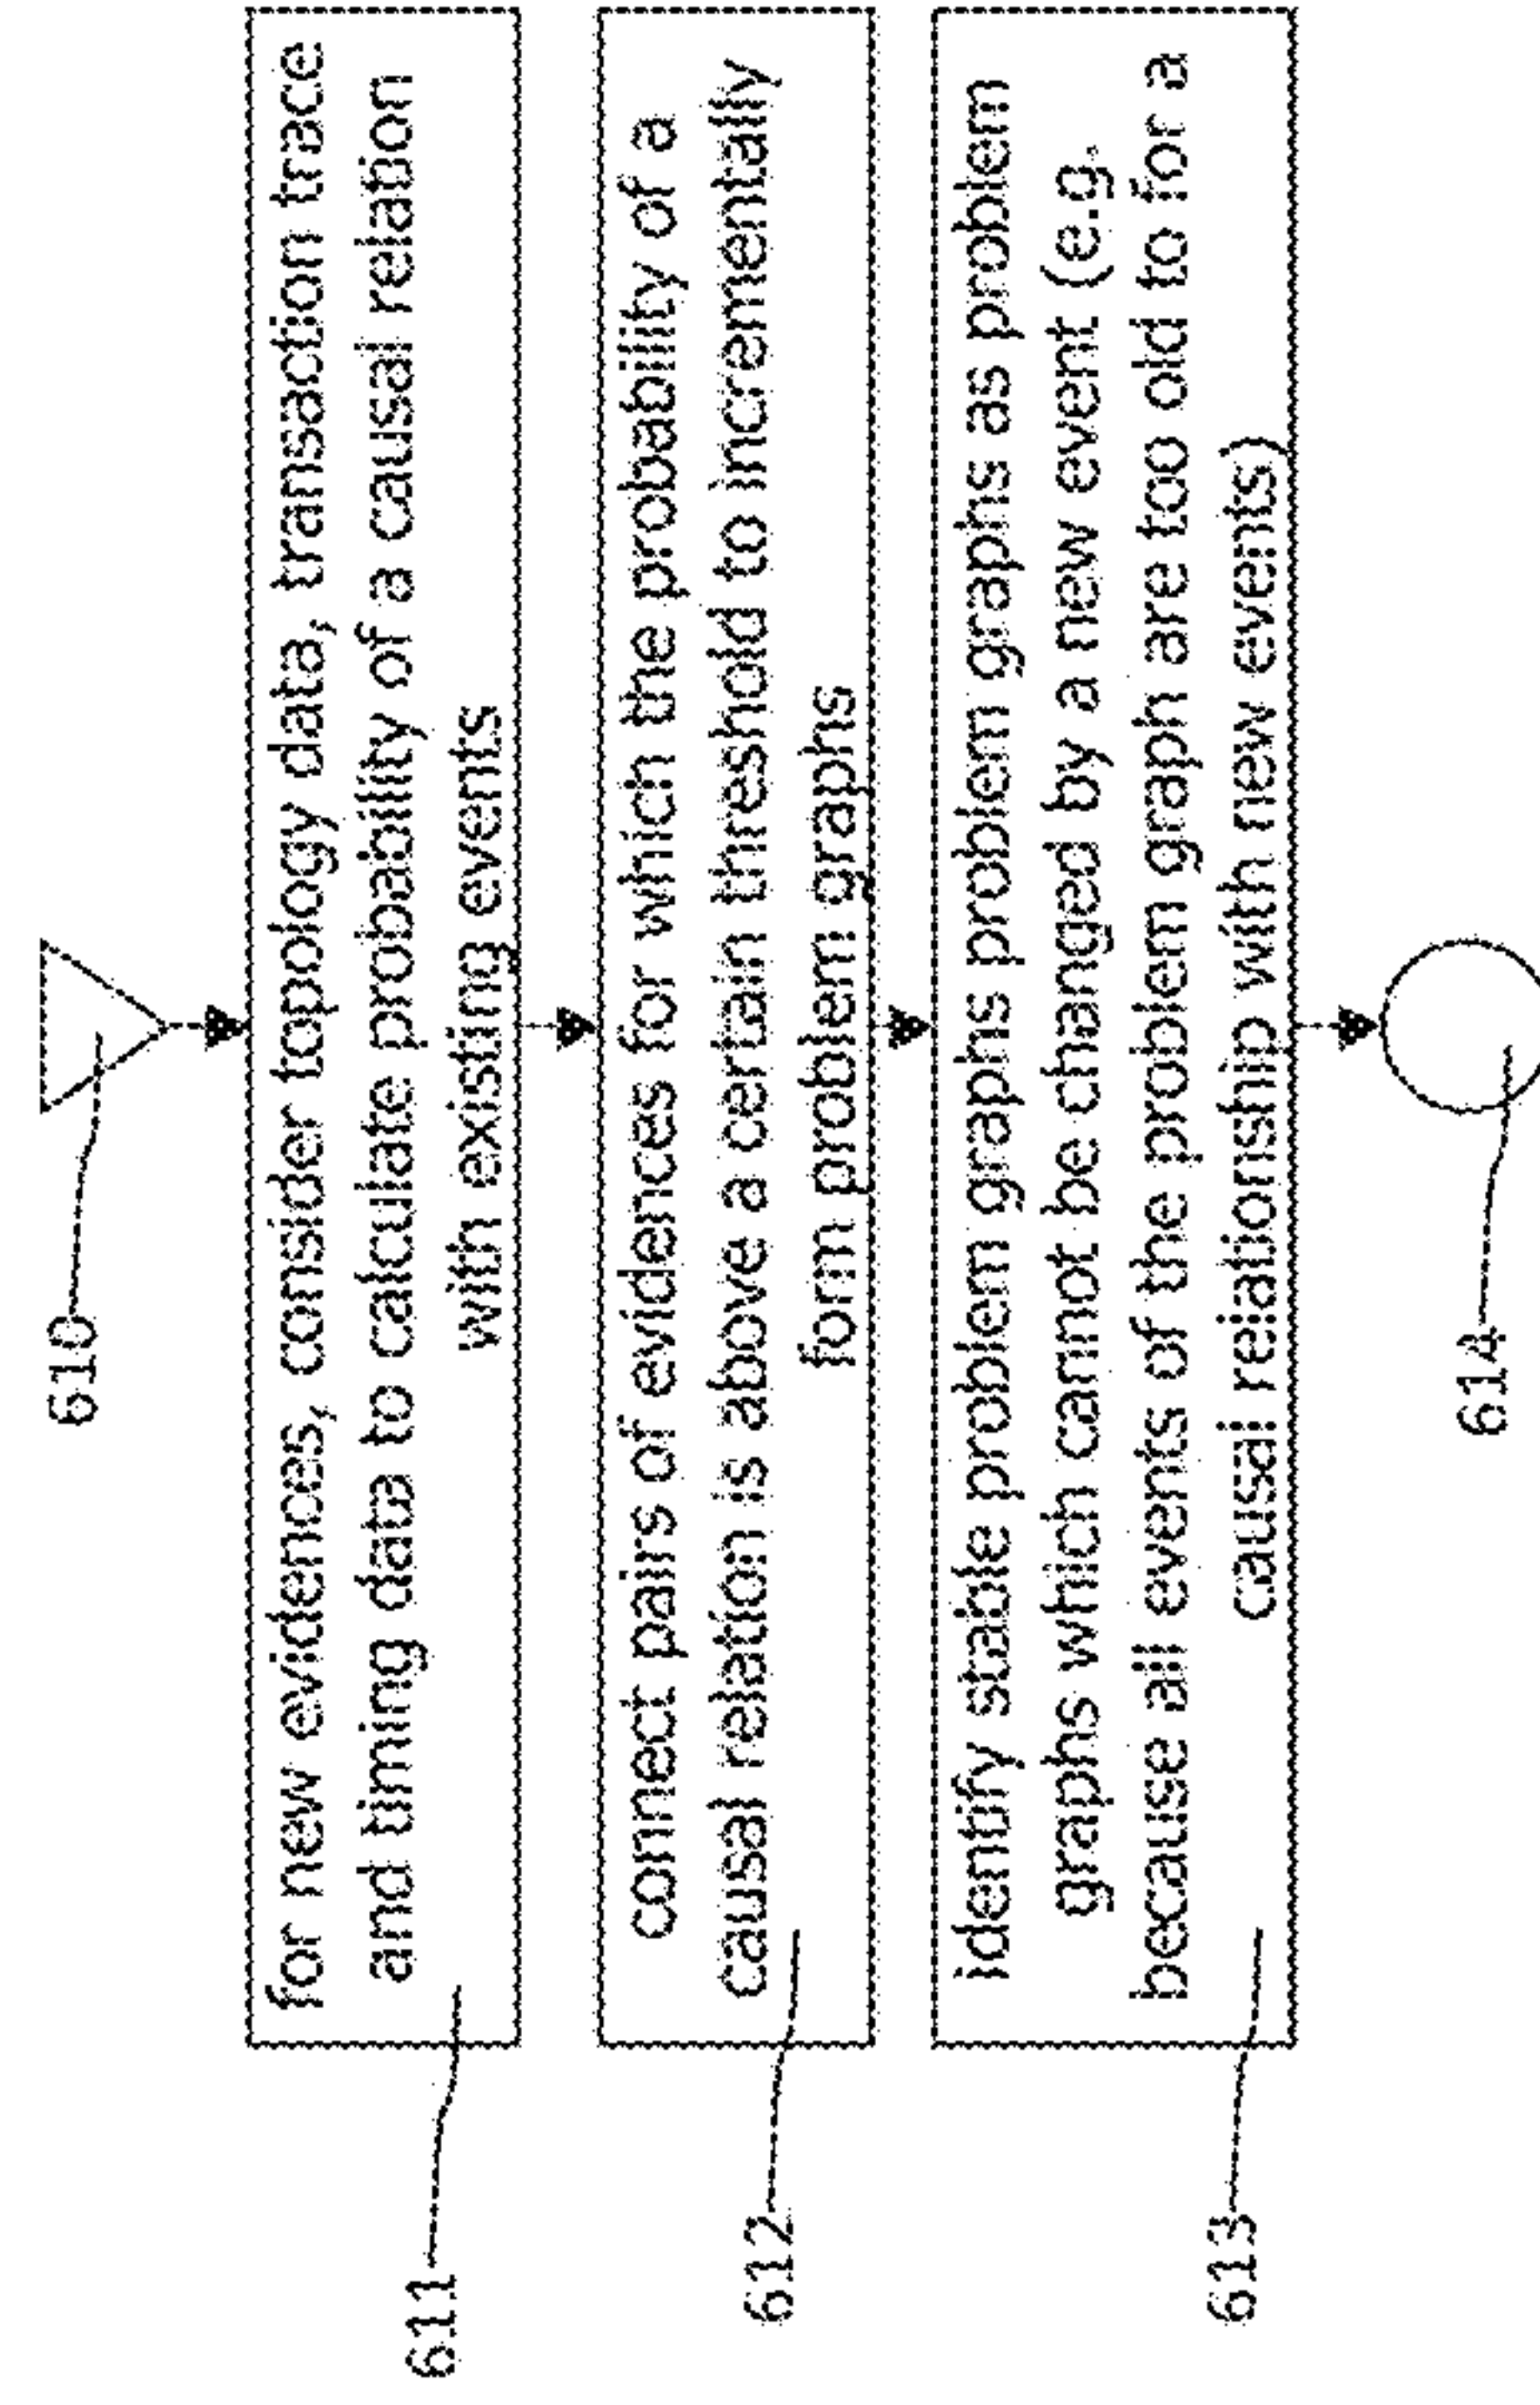 610
for new evidences, consider topology data, transaction trace
and timing data to calculate probability of a causal relation
with existing events
611
connect pairs of evidences for which the probability of a
causal relation is above a certain threshold to incrementally
form problem graphs
612
identify stable problem graphs problem graphs as problem
graphs which cannot be changed by a new event (e.g.
because all events of the problem graph are too old to for a
causal relationship with new events)
613
614